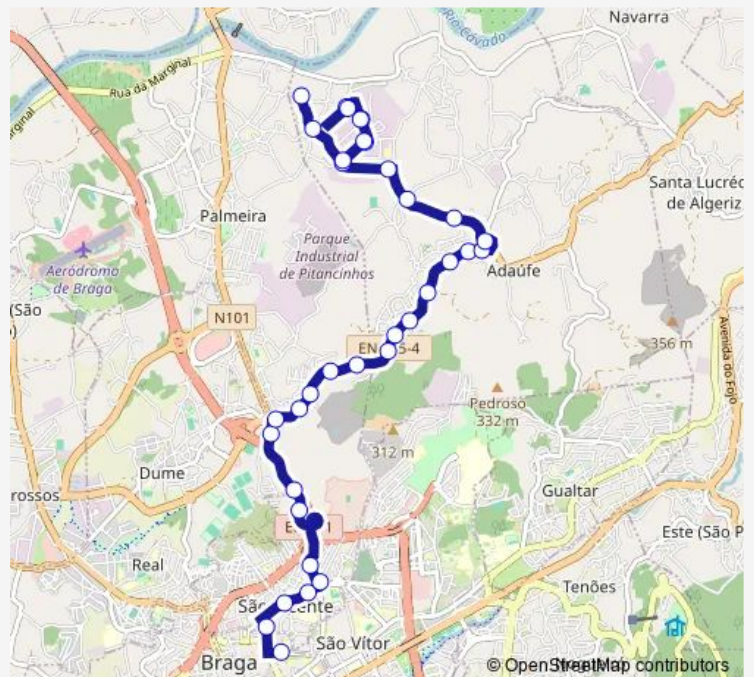 Navarra
Rio Cávado
Rua da Marginal
Santa Lucréc
de Algeriz
Palmeira
Parque
Industrial
de Pitancinhos
Adaúfe
Aeródromo
de Braga
(São
N101
356 m
Avenida do Fojo
Pedroso
332 m
312 m
Dume
Gualtar
Este (São P
Real
Tenões
São Vítor
Braga
© OpenStreetMap contributors